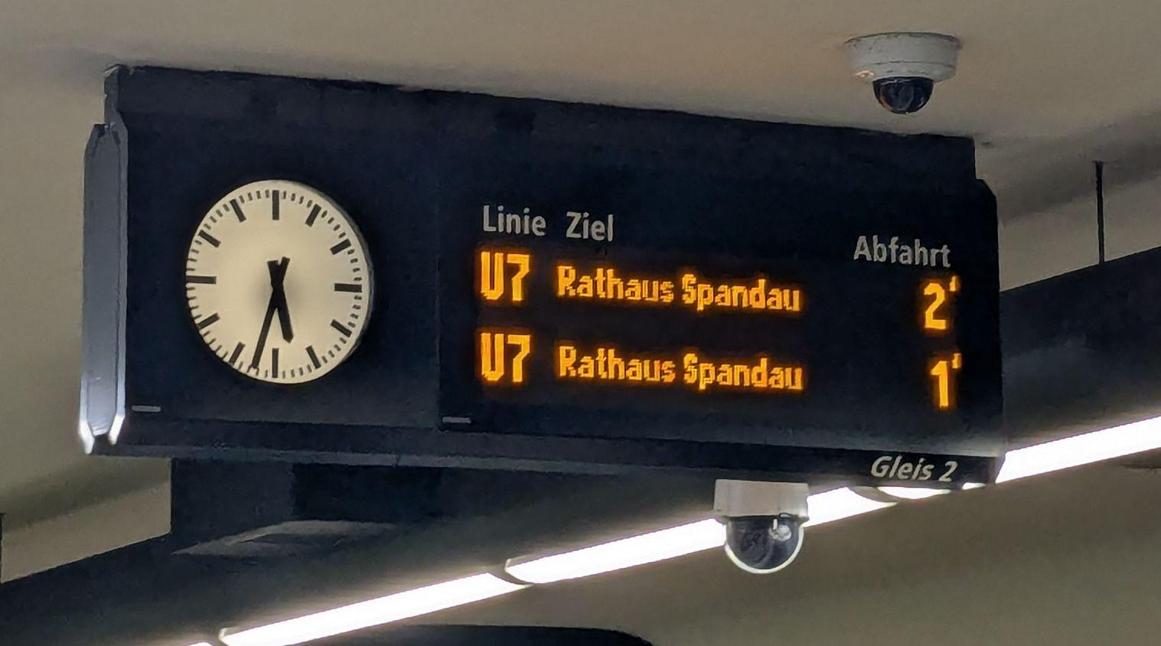 Linie Ziel Abfahrt
U7 Rathaus Spandau 2'
U7 Rathaus Spandau 1'
Gleis 2